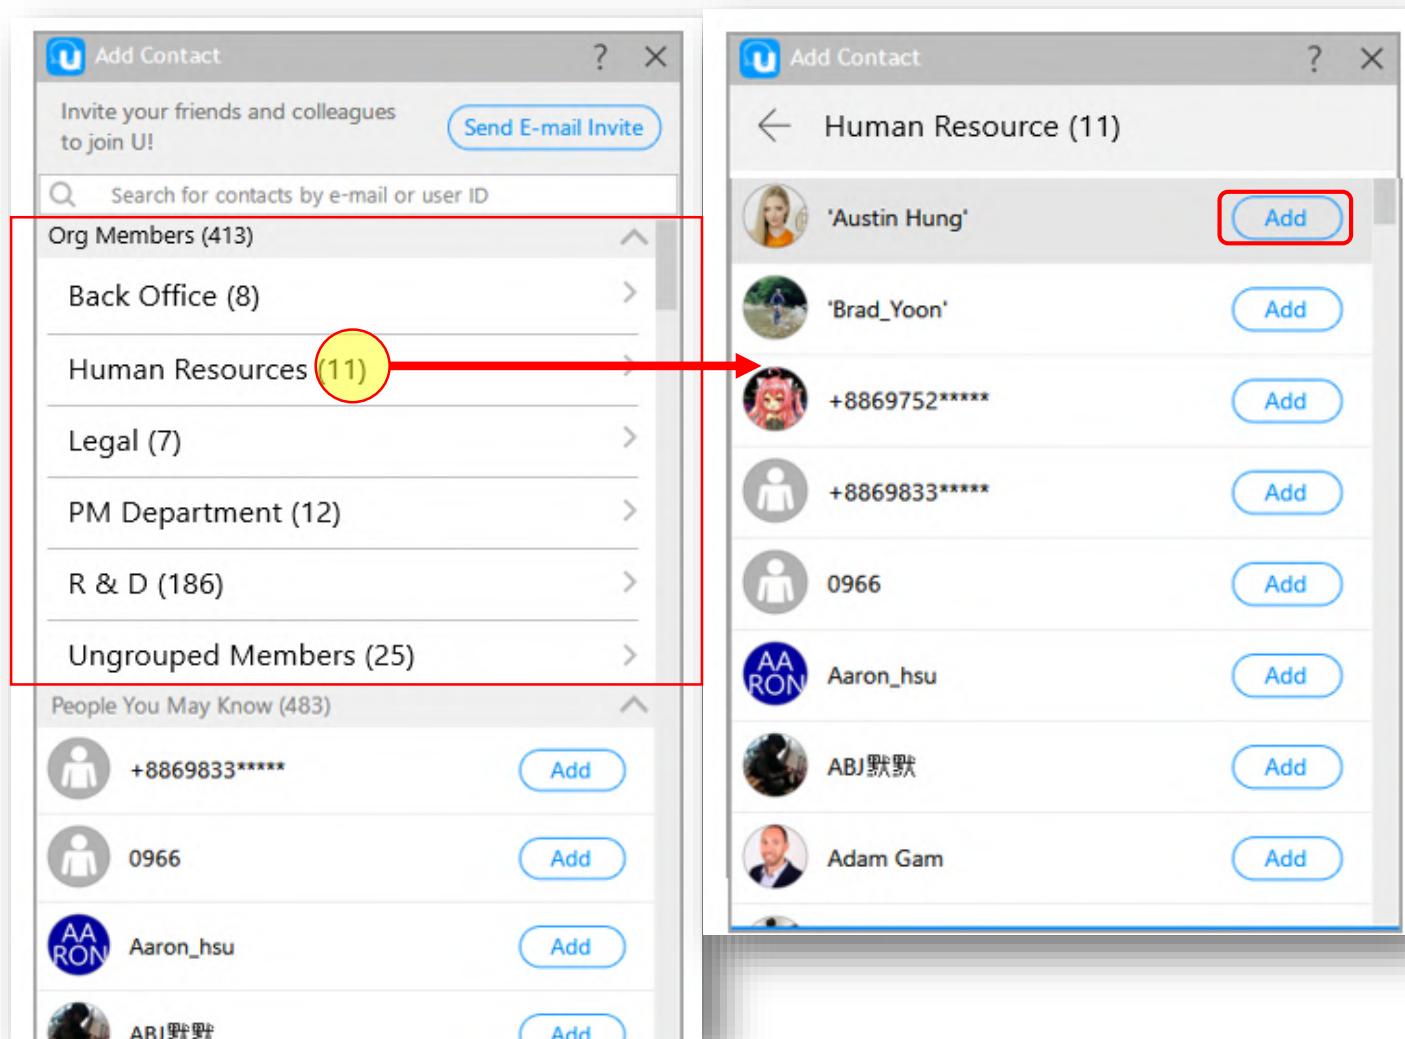 Add Contact
?
Invite your friends and colleagues
to join U!
Send E-mail Invite
Search for contacts by e-mail or user ID
Org Members (413)
Back Office (8)
Human Resources (11)
Legal (7)
PM Department (12)
R & D (186)
Ungrouped Members (25)
People You May Know (483)
+8869833*****
Add
0966
Add
AA
RON
Aaron_hsu
Add
ABJ默默
Add
Add Contact
?
Human Resource (11)
'Austin Hung'
Add
'Brad_Yoon'
Add
+8869752*****
Add
+8869833*****
Add
0966
Add
AA
RON
Aaron_hsu
Add
ABJ默默
Add
Adam Gam
Add